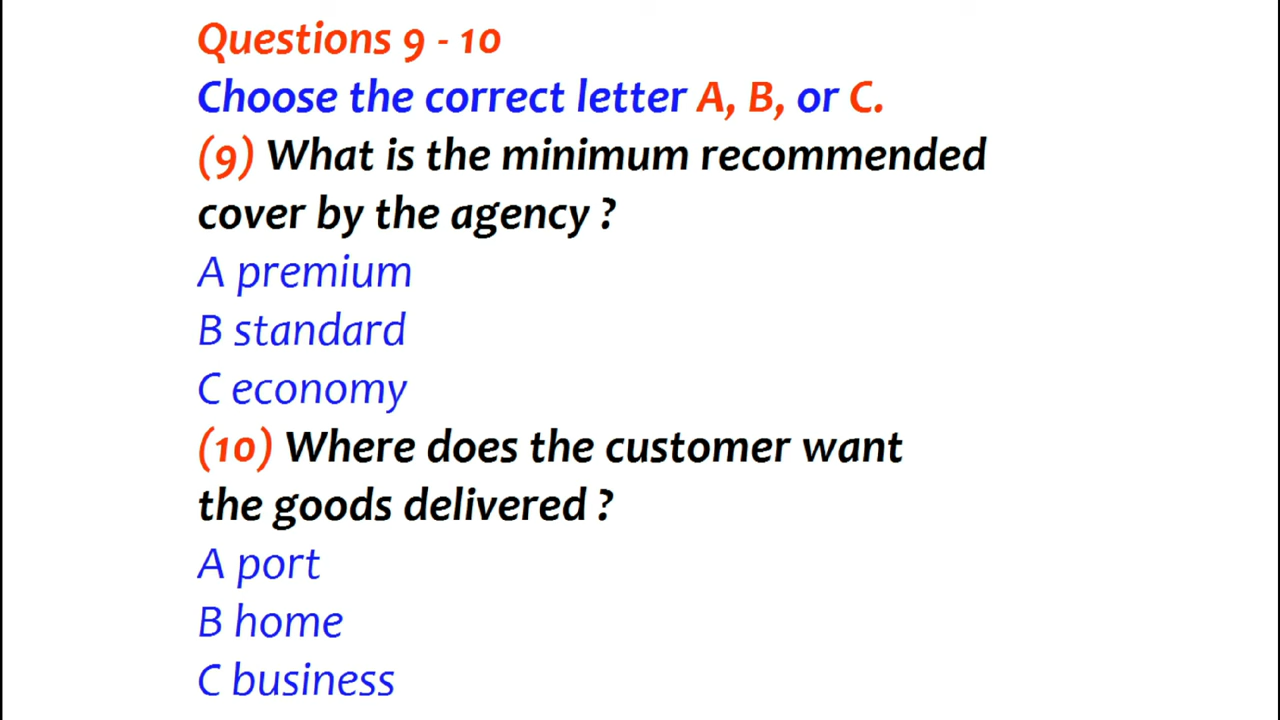 Questions 9 - 10
Choose the correct letter A, B, or C.
(9) What is the minimum recommended
cover by the agency ?
A premium
B standard
C economy
(10) Where does the customer want
the goods delivered ?
A port
B home
C business